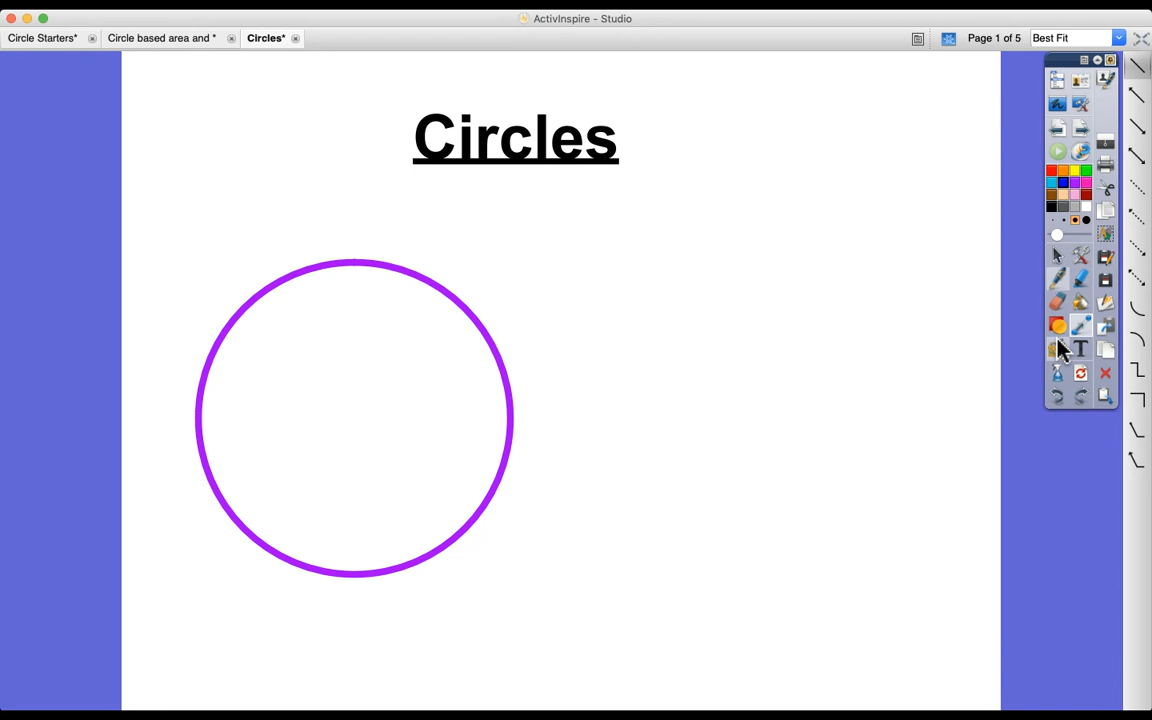 ActivInspire - Studio
Circle Starters* Circle based area and * Circles* Page 1 of 5 Best Fit
Circles
T